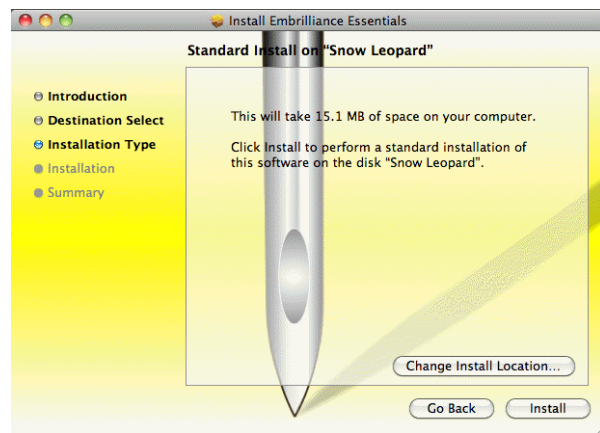 Install Embrilliance Essentials
Standard Install on “Snow Leopard”
Introduction
Destination Select
Installation Type
Installation
Summary
This will take 15.1 MB of space on your computer.
Click Install to perform a standard installation of
this software on the disk “Snow Leopard”.
Change Install Location...
Go Back
Install